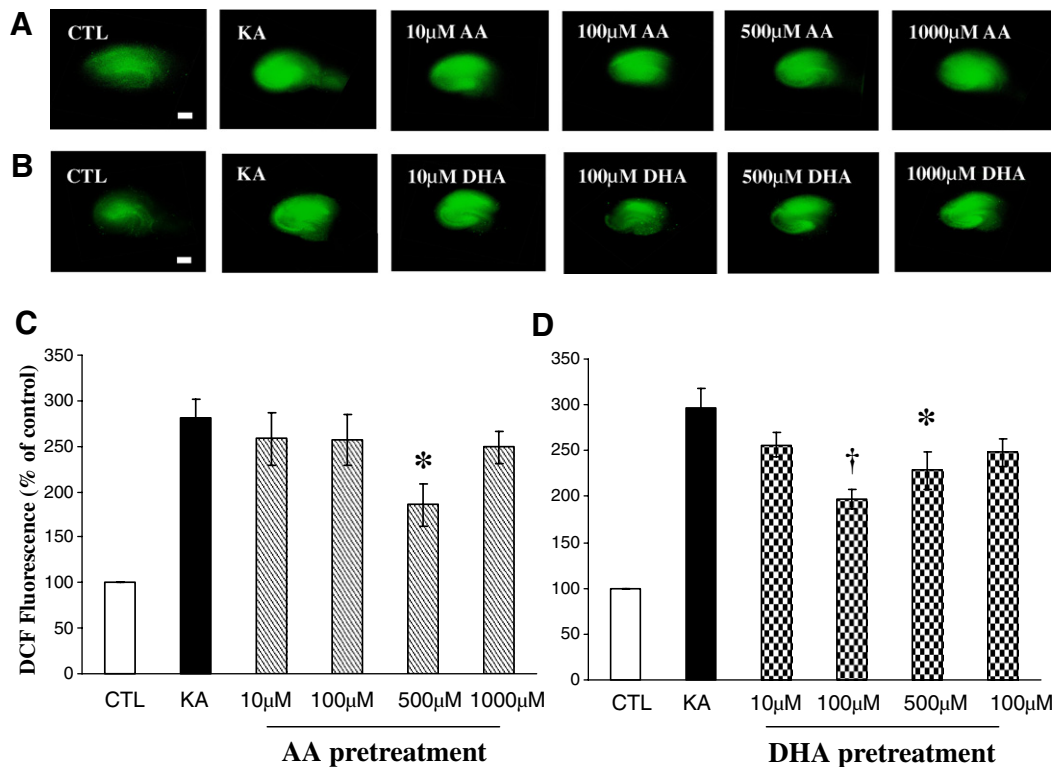 A
CTL KA 10µM AA 100µM AA 500µM AA 1000µM AA
B
CTL KA 10µM DHA 100µM DHA 500µM DHA 1000µM DHA
C
DCF Fluorescence (% of control)
350
300
250
200
150
100
50
0
*
CTL KA 10µM 100µM 500µM 1000µM
AA pretreatment
D
350
300
250
200
150
100
50
0
† *
CTL KA 10µM 100µM 500µM 100µM
DHA pretreatment